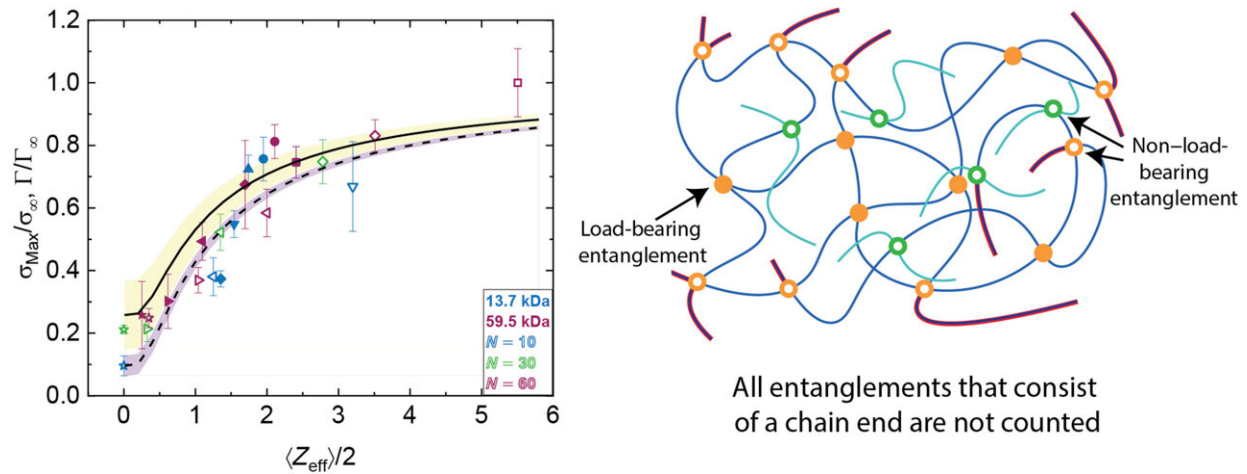 1.2
1.0
0.8
0.6
0.4
0.2
0.0
σMax/σ∞, Γ/Γ∞
0 1 2 3 4 5 6
⟨Zeff⟩/2
13.7 kDa
59.5 kDa
N = 10
N = 30
N = 60
Load-bearing
entanglement
Non–load-
bearing
entanglement
All entanglements that consist
of a chain end are not counted